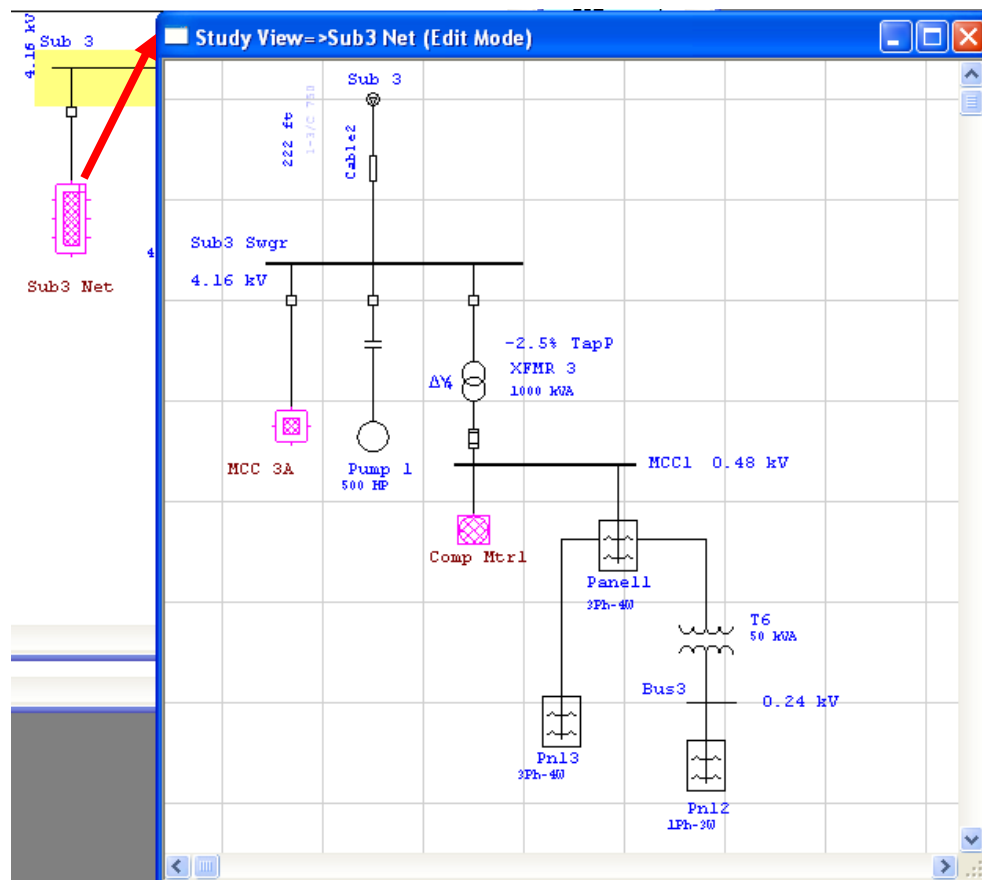 4.16 kV
Sub 3
Sub3 Net
Study View=>Sub3 Net (Edit Mode)
Sub 3
222 ft
1-3/C 750
Cable2
Sub3 Swgr
4.16 kV
-2.5% TapP
XFMR 3
1000 kVA
MCC 3A
Pump 1
500 HP
MCC1 0.48 kV
Comp Mtr1
Panel1
3Ph-4W
T6
50 kVA
Bus3
0.24 kV
Pnl3
3Ph-4W
Pnl2
1Ph-3W